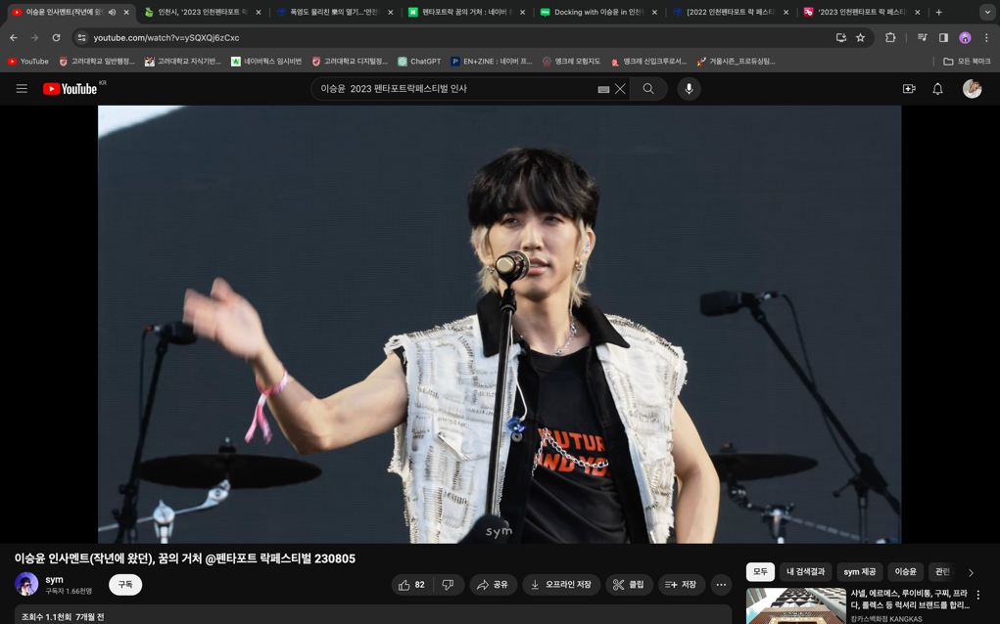 이승윤 인사멘트(작년에 왔던
인천시, '2023 인천펜타포트 락
폭염도 물리친 樂의 열기...'안전
펜타포트락 꿈의 거처 : 네이버
Docking with 이승윤 in 인천
[2022 인천펜타포트 락 페스티
'2023 인천펜타포트 락 페스티
youtube.com/watch?v=ySQXQj6zCxc
YouTube
고려대학교 일반행정...
고려대학교 지식기반...
네이버웍스 임시비번
고려대학교 디지털정...
ChatGPT
EN+ZINE : 네이버 프...
앵크레 모험지도
앵크레 신입크루로서...
겨울시즌_프로듀싱팀...
모든 북마크
YouTube KR
이승윤 2023 펜타포트락페스티벌 인사
sym
이승윤 인사멘트(작년에 왔던), 꿈의 거처 @펜타포트 락페스티벌 230805
sym
구독자 1.66천명
구독
82
공유
오프라인 저장
클립
저장
조회수 1.1천회 7개월 전
모두
내 검색결과
sym 제공
이승윤
관련
샤넬, 에르메스, 루이비통, 구찌, 프라
다, 롤렉스 등 럭셔리 브랜드를 합리...
캉카스백화점 KANGKAS